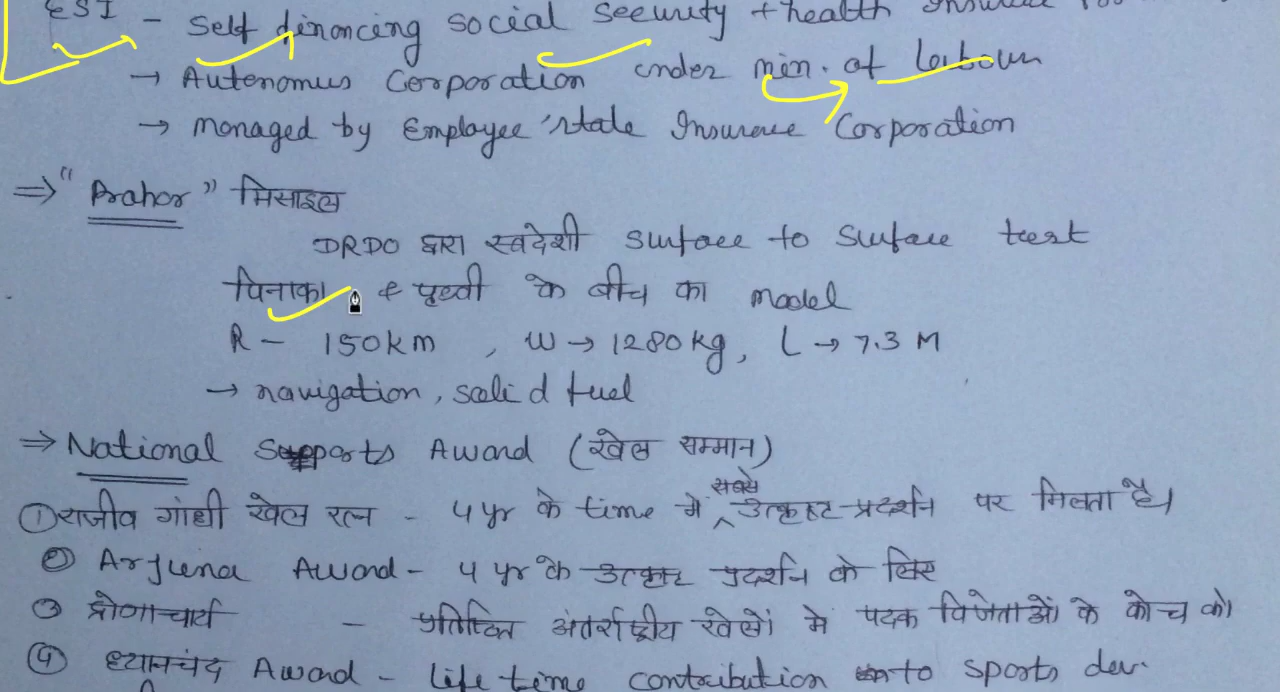 ESI - Self financing social security + health
→ Autonomus Corporation under min. of Labour
→ managed by Employee 'state Insurance Corporation
⇒ "Prahar" मिसाइल
DRDO द्वारा स्वदेशी surface to surface test
पिनाका & पृथ्वी के बीच का model
R - 150km , W → 1280kg, L → 7.3 M
→ navigation, solid fuel
⇒ National Sports Award (खेल सम्मान)
① राजीव गांधी खेल रत्न - 4 yr के time में सबसे उत्कृष्ट प्रदर्शन पर मिलता है।
② Arjuna Award - 4 yr के उत्कृष्ट प्रदर्शन के लिए
③ द्रोणाचार्य - प्रतिष्ठित अंतर्राष्ट्रीय खेलों में पदक विजेताओं के कोच को
④ ध्यानचंद Award - life time contribution to sports dev.